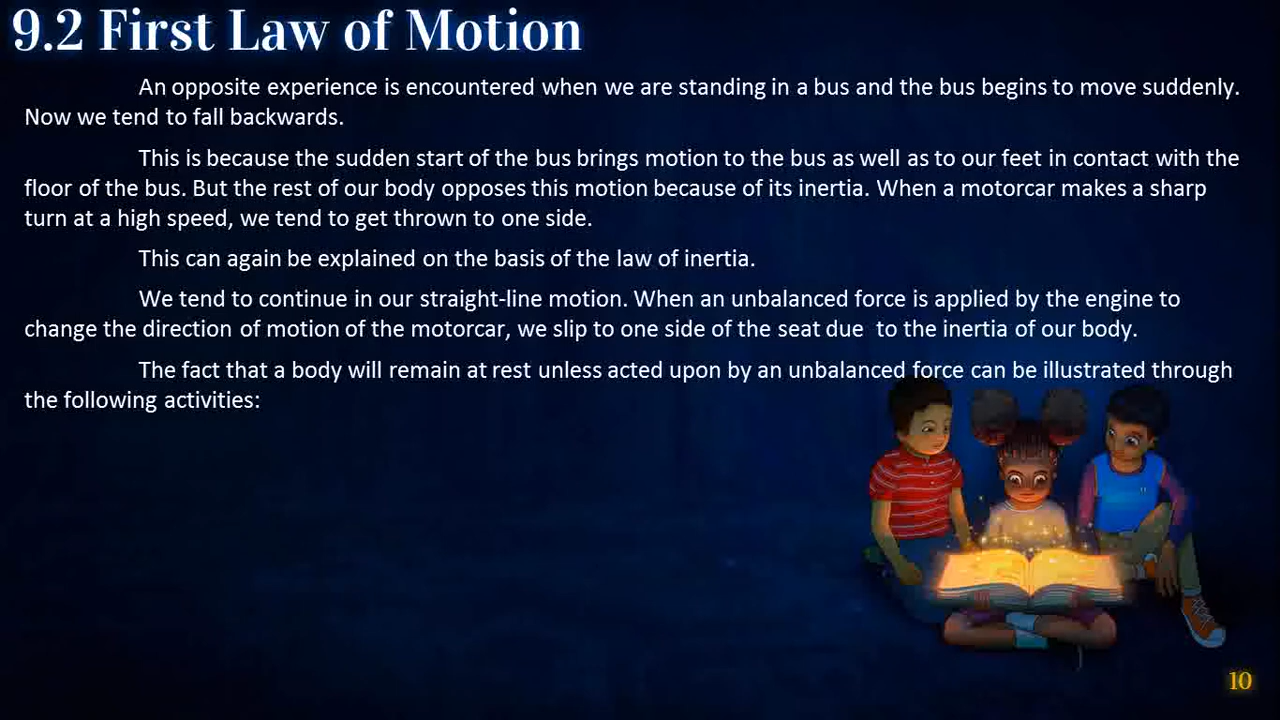 9.2 First Law of Motion
An opposite experience is encountered when we are standing in a bus and the bus begins to move suddenly.
Now we tend to fall backwards.
This is because the sudden start of the bus brings motion to the bus as well as to our feet in contact with the
floor of the bus. But the rest of our body opposes this motion because of its inertia. When a motorcar makes a sharp
turn at a high speed, we tend to get thrown to one side.
This can again be explained on the basis of the law of inertia.
We tend to continue in our straight-line motion. When an unbalanced force is applied by the engine to
change the direction of motion of the motorcar, we slip to one side of the seat due  to the inertia of our body.
The fact that a body will remain at rest unless acted upon by an unbalanced force can be illustrated through
the following activities:
10